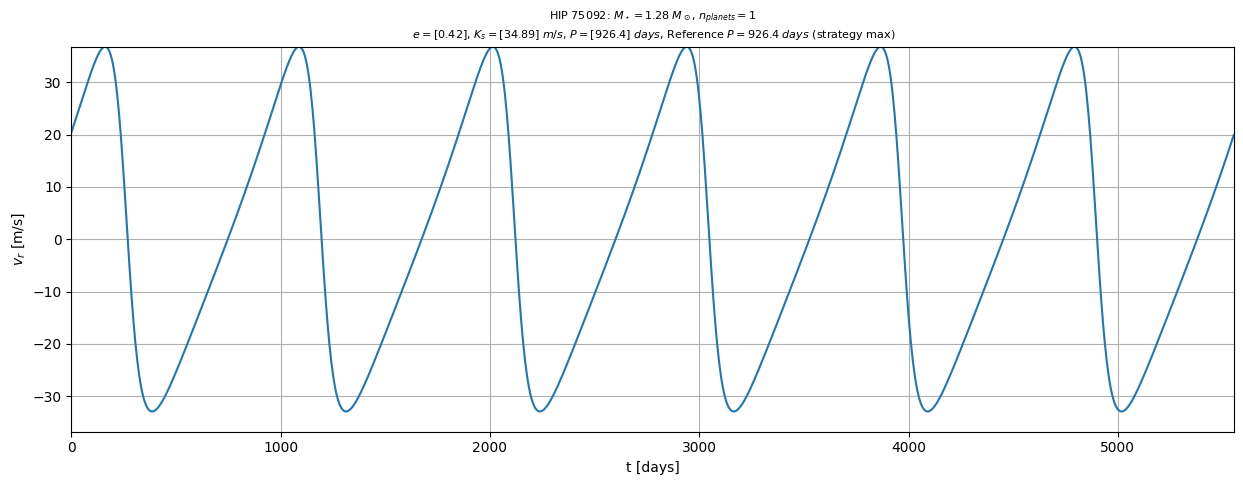 HIP 75092: $M_\star = 1.28\ M_\odot$, $n_{planets} = 1$
$e = [0.42]$, $K_s = [34.89]\ m/s$, $P = [926.4]\ days$, Reference $P = 926.4\ days$ (strategy max)
30
20
10
0
−10
−20
−30
$v_r$ [m/s]
0 1000 2000 3000 4000 5000
t [days]